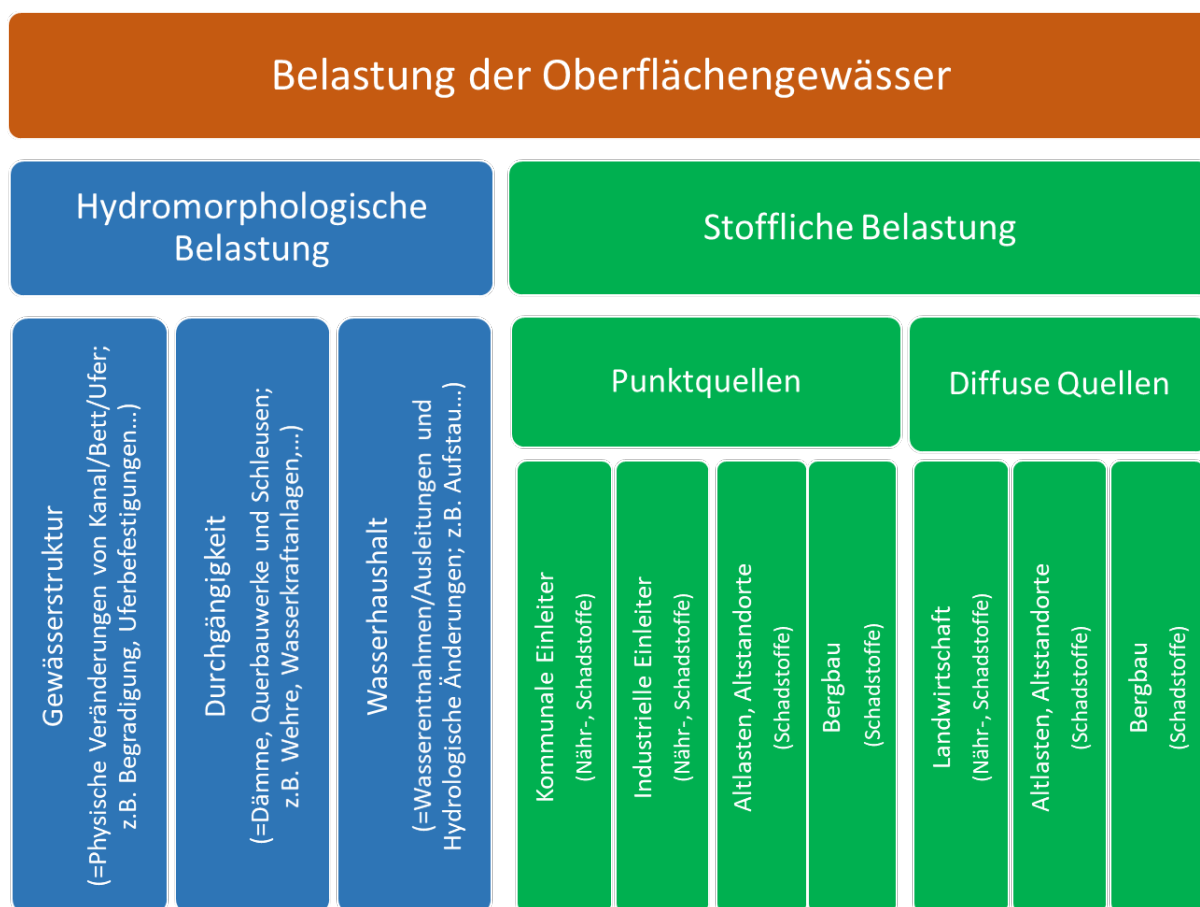 Belastung der Oberflächengewässer
Hydromorphologische
Belastung
Stoffliche Belastung
Gewässerstruktur
(=Physische Veränderungen von Kanal/Bett/Ufer;
z.B. Begradigung, Uferbefestigungen...)
Durchgängigkeit
(=Dämme, Querbauwerke und Schleusen;
z.B. Wehre, Wasserkraftanlagen,...)
Wasserhaushalt
(=Wasserentnahmen/Ausleitungen und
Hydrologische Änderungen; z.B. Aufstau...)
Punktquellen
Diffuse Quellen
Kommunale Einleiter
(Nähr-, Schadstoffe)
Industrielle Einleiter
(Nähr-, Schadstoffe)
Altlasten, Altstandorte
(Schadstoffe)
Bergbau
(Schadstoffe)
Landwirtschaft
(Nähr-, Schadstoffe)
Altlasten, Altstandorte
(Schadstoffe)
Bergbau
(Schadstoffe)